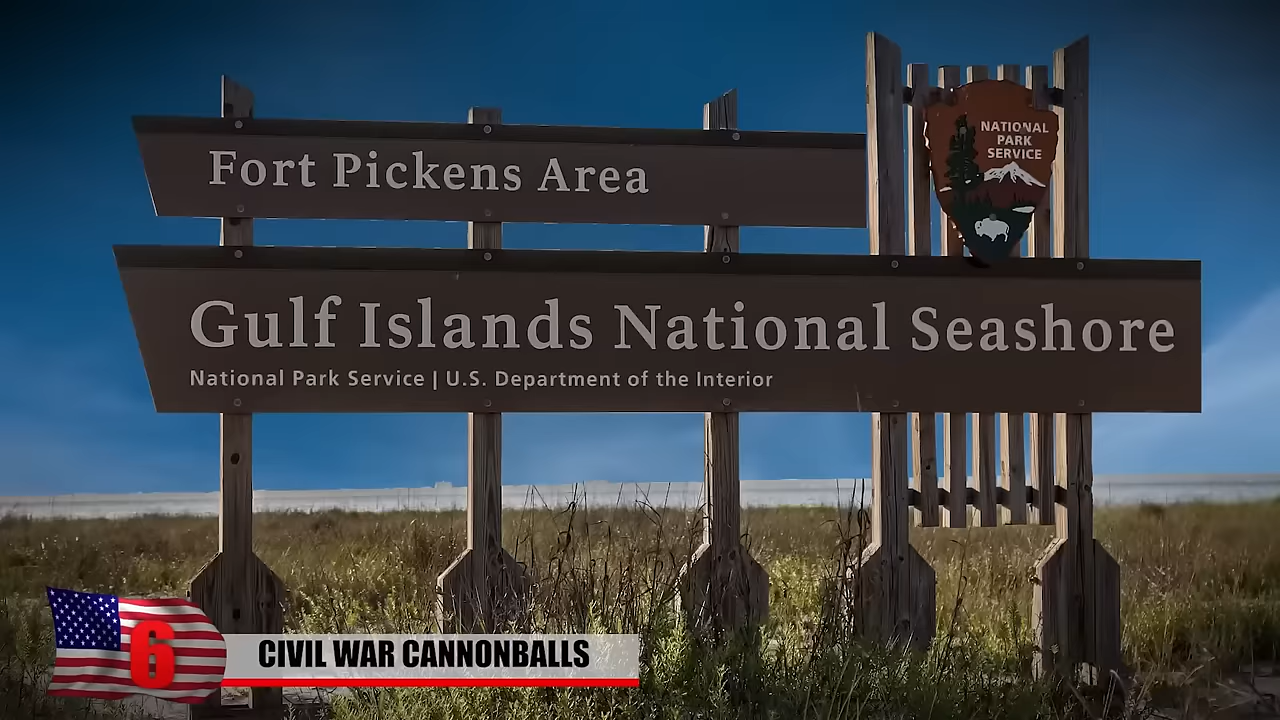 Fort Pickens Area
NATIONAL
PARK
SERVICE
Gulf Islands National Seashore
National Park Service | U.S. Department of the Interior
6
CIVIL WAR CANNONBALLS